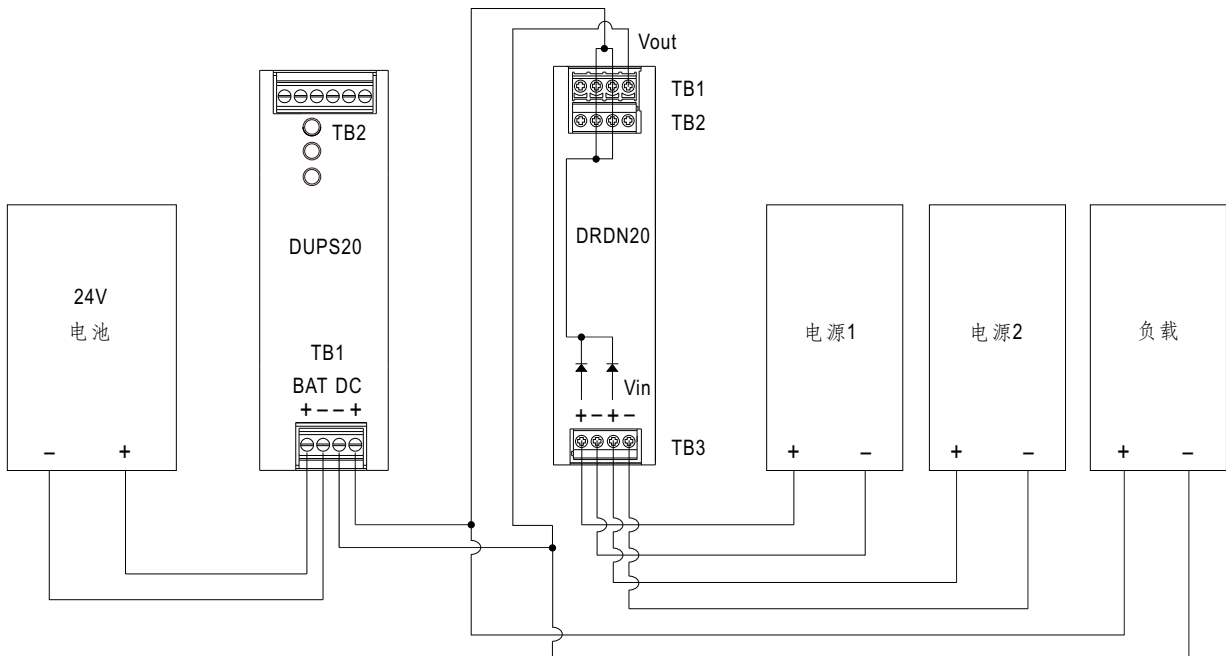 Vout
TB1
TB2
TB2
DUPS20
DRDN20
24V
电池
电源1
电源2
负载
TB1
BAT DC
+ − − +
Vin
+ − + −
TB3
− +
+ −
+ −
+ −